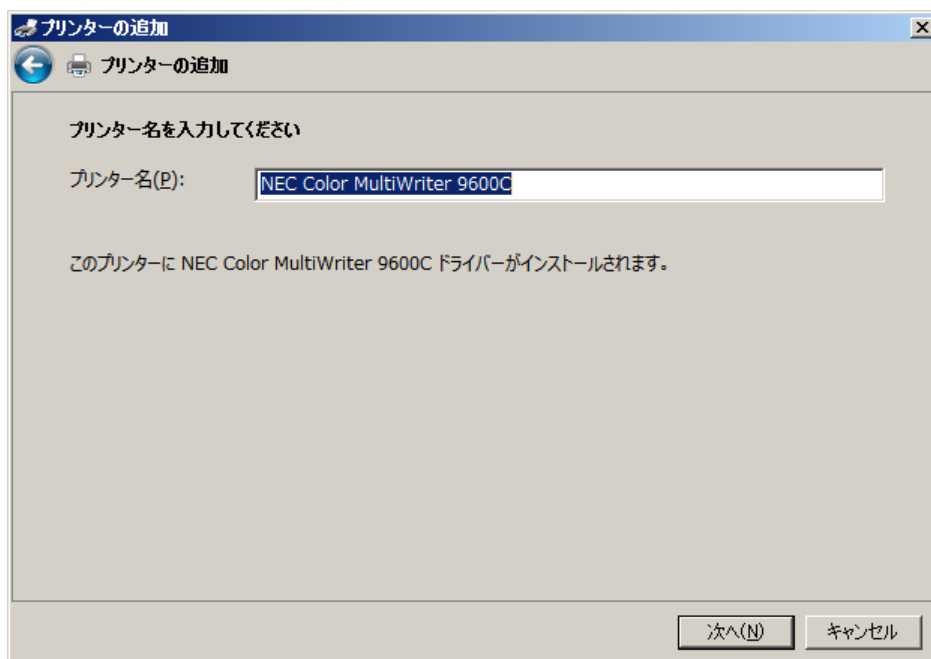 プリンターの追加
プリンターの追加
プリンター名を入力してください
プリンター名(P): NEC Color MultiWriter 9600C
このプリンターに NEC Color MultiWriter 9600C ドライバーがインストールされます。
次へ(N) キャンセル